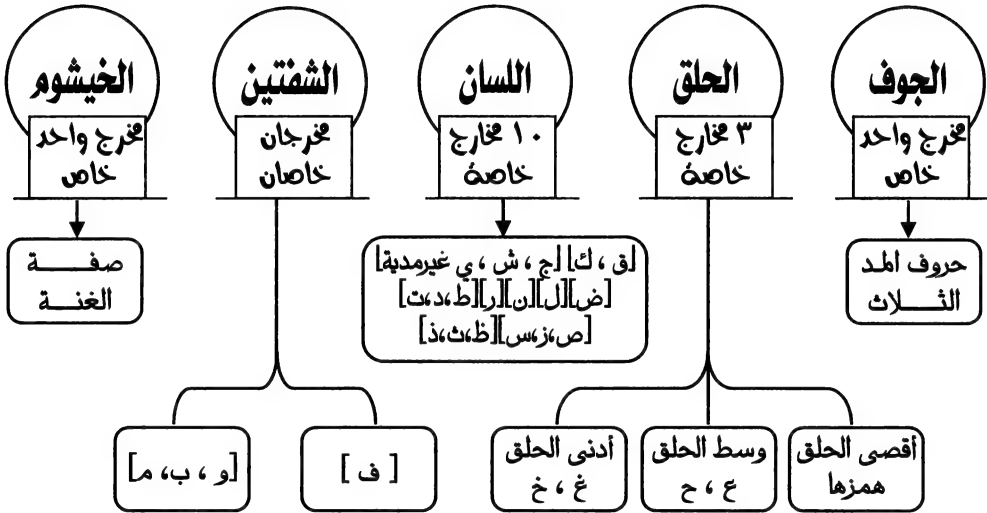 الجوف
مخرج واحد
خاص
حروف المد
الثلاث
الحلق
٣ مخارج
خاصة
أقصى الحلق
همزها
وسط الحلق
ع ، ح
أدنى الحلق
غ ، خ
اللسان
١٠ مخارج
خاصة
[ق ، ك] [ج ، ش ، ي غيرمدية]
[ض][ل][ن][ر][ط،د،ت]
[ص،ز،س][ظ،ث،ذ]
الشفتين
مخرجان
خاصان
[ ف ]
[و ، ب، م]
الخيشوم
مخرج واحد
خاص
صفة
الغنة